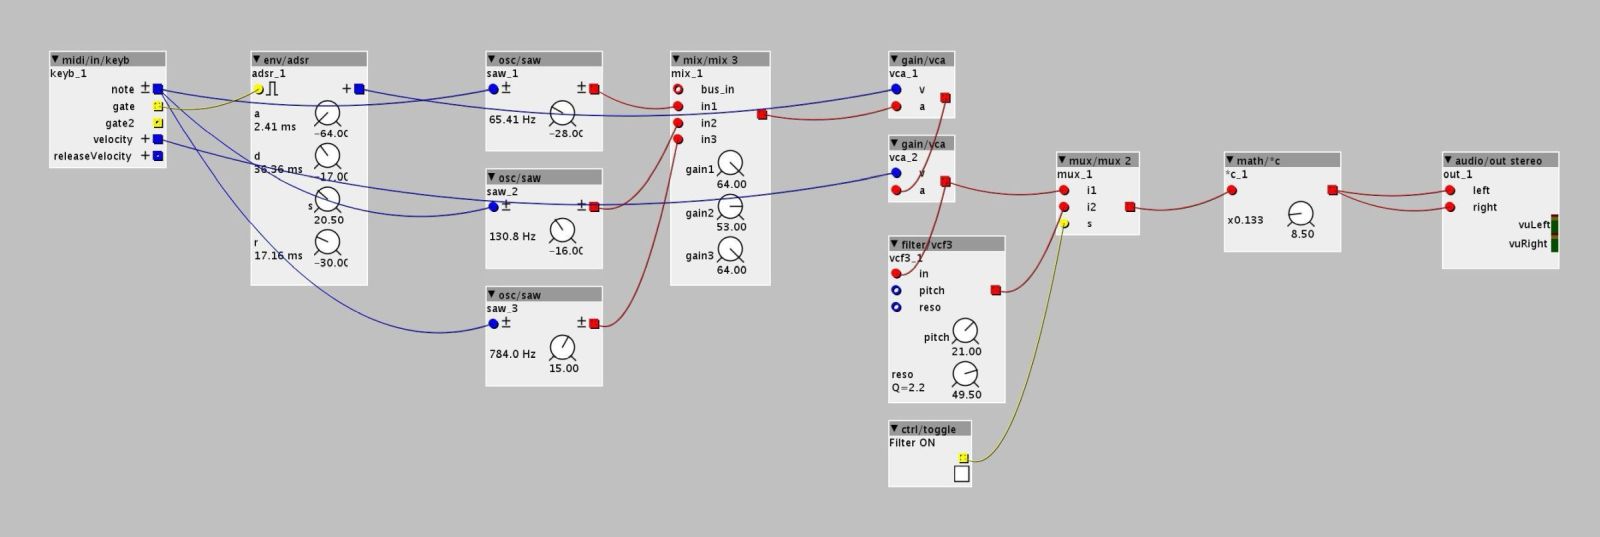 midi/in/keyb
keyb_1
note ±
gate
gate2
velocity +
releaseVelocity +
env/adsr
adsr_1
+
a
2.41 ms
−64.00
d
36.36 ms
−17.00
s
20.50
r
17.16 ms
−30.00
osc/saw
saw_1
± ±
65.41 Hz
−28.00
osc/saw
saw_2
± ±
130.8 Hz
−16.00
osc/saw
saw_3
± ±
784.0 Hz
15.00
mix/mix 3
mix_1
bus_in
in1
in2
in3
gain1
64.00
gain2
53.00
gain3
64.00
gain/vca
vca_1
v
a
gain/vca
vca_2
v
a
filter/vcf3
vcf3_1
in
pitch
reso
pitch
21.00
reso
Q=2.2
49.50
ctrl/toggle
Filter ON
mux/mux 2
mux_1
i1
i2
s
math/*c
*c_1
x0.133
8.50
audio/out stereo
out_1
left
right
vuLeft
vuRight